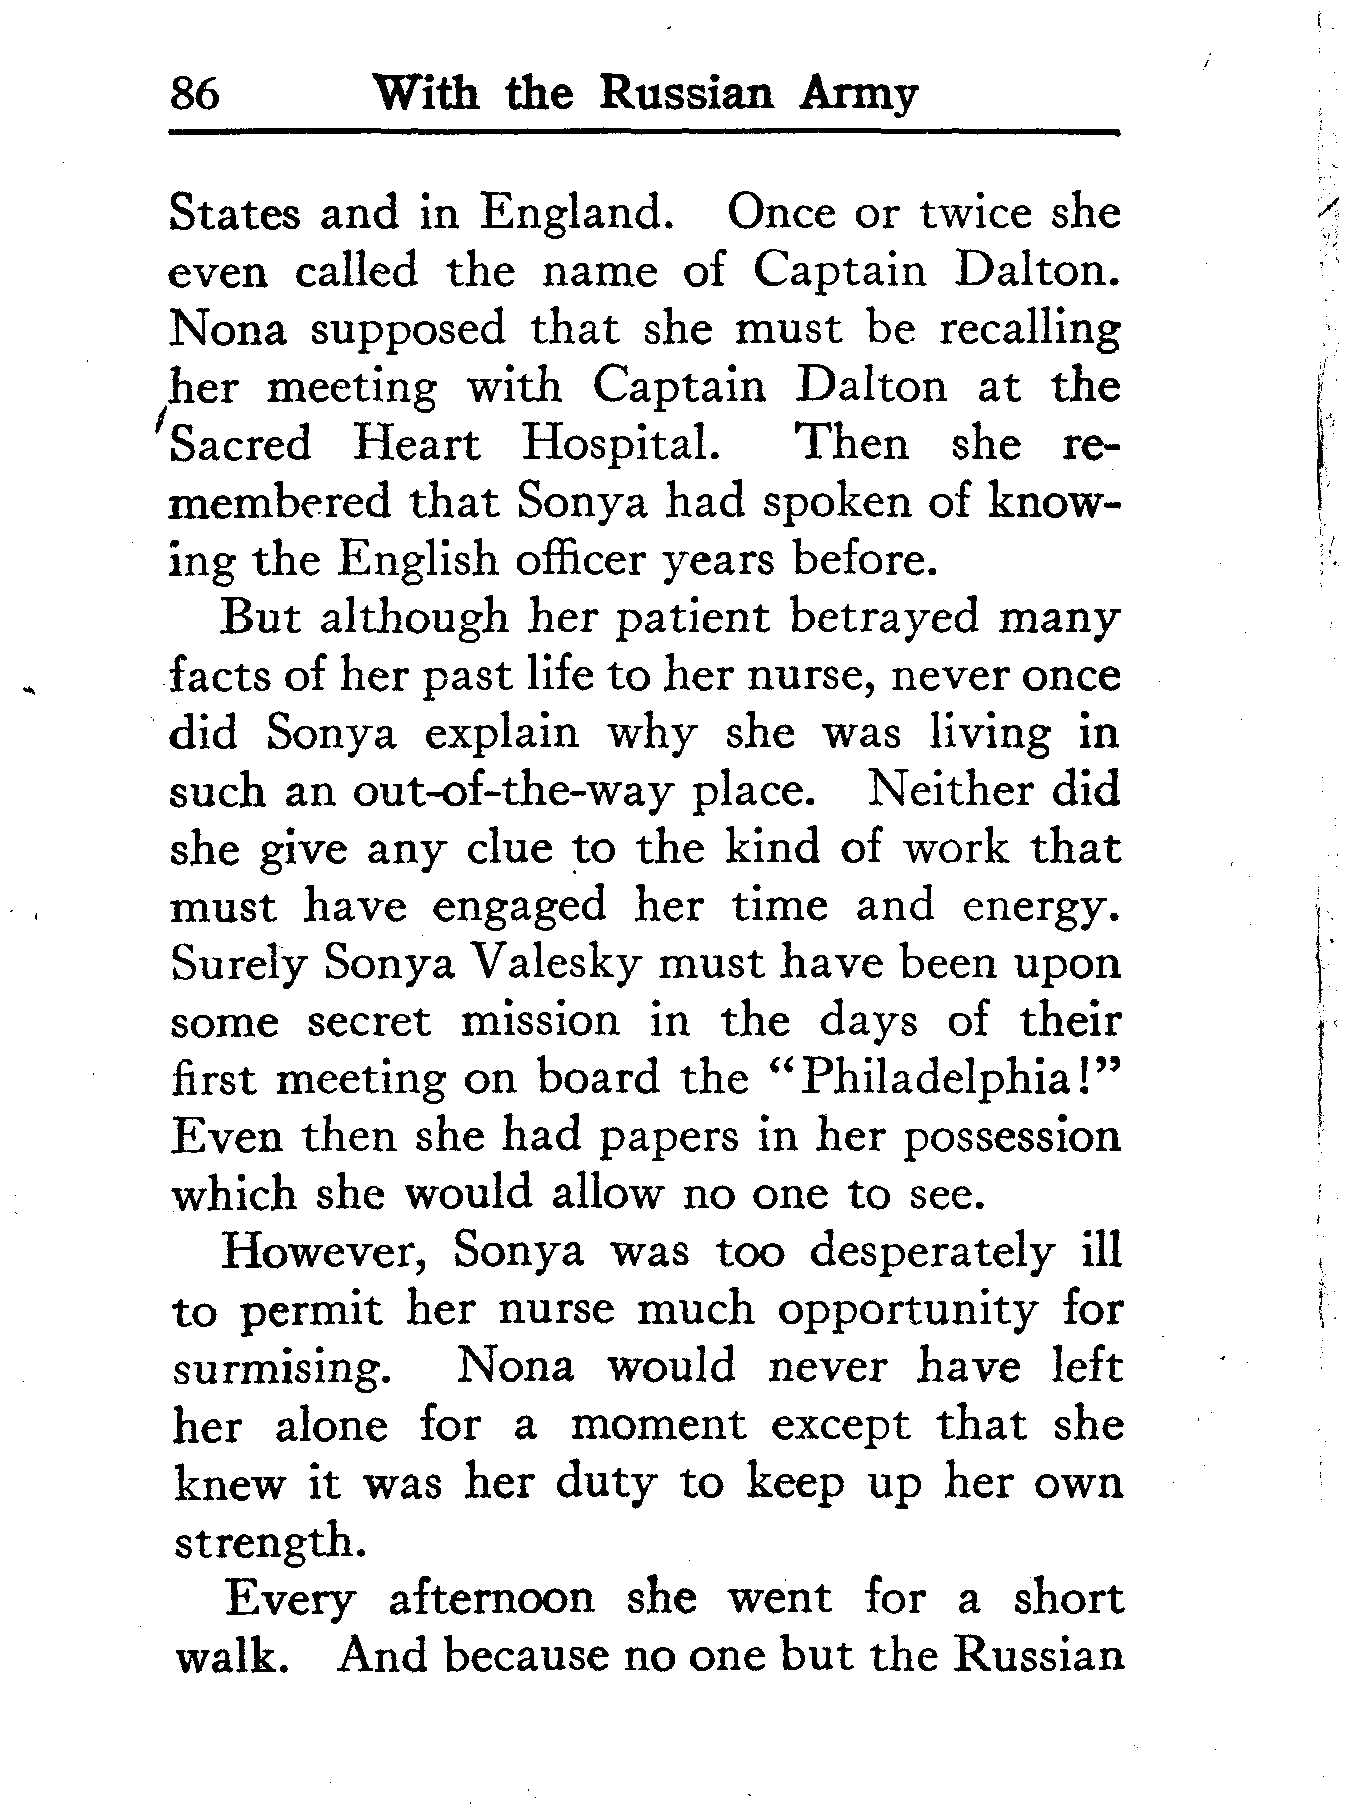 86 With the Russian Army
States and in England. Once or twice she
even called the name of Captain Dalton.
Nona supposed that she must be recalling
her meeting with Captain Dalton at the
Sacred Heart Hospital. Then she re-
membered that Sonya had spoken of know-
ing the English officer years before.
But although her patient betrayed many
facts of her past life to her nurse, never once
did Sonya explain why she was living in
such an out-of-the-way place. Neither did
she give any clue to the kind of work that
must have engaged her time and energy.
Surely Sonya Valesky must have been upon
some secret mission in the days of their
first meeting on board the “Philadelphia!”
Even then she had papers in her possession
which she would allow no one to see.
However, Sonya was too desperately ill
to permit her nurse much opportunity for
surmising. Nona would never have left
her alone for a moment except that she
knew it was her duty to keep up her own
strength.
Every afternoon she went for a short
walk. And because no one but the Russian